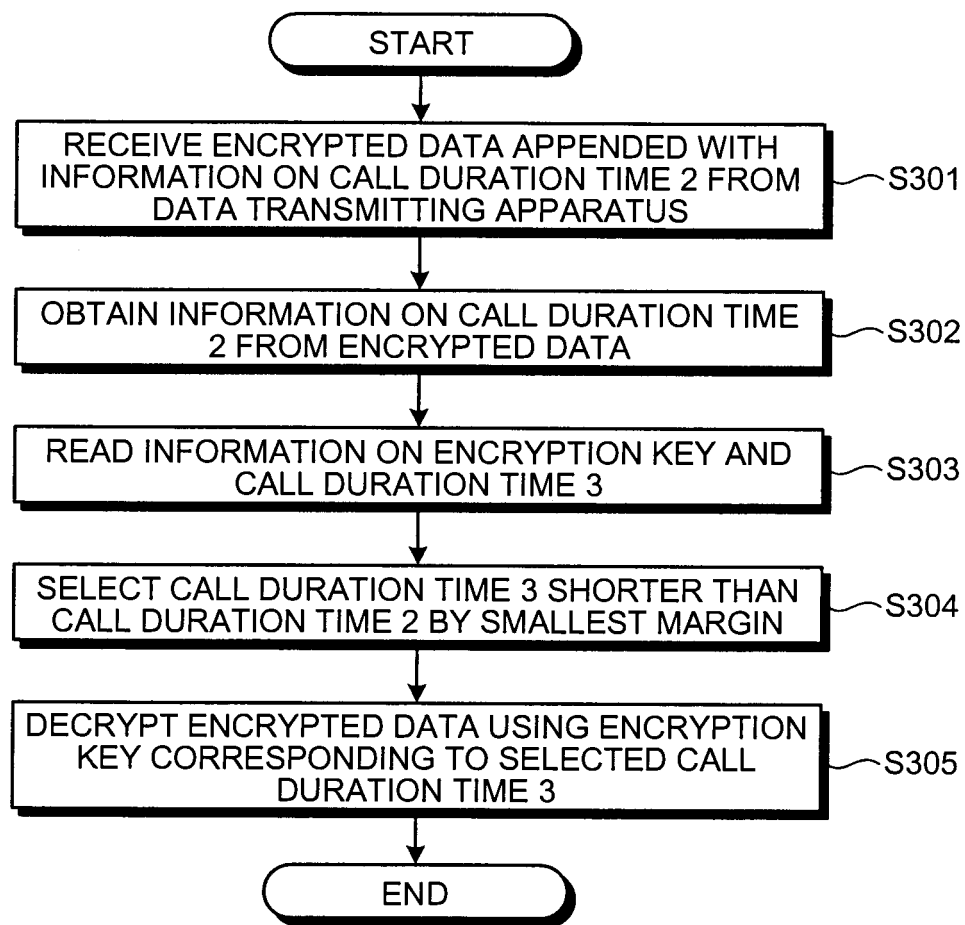 START
RECEIVE ENCRYPTED DATA APPENDED WITH
INFORMATION ON CALL DURATION TIME 2 FROM
DATA TRANSMITTING APPARATUS
S301
OBTAIN INFORMATION ON CALL DURATION TIME
2 FROM ENCRYPTED DATA
S302
READ INFORMATION ON ENCRYPTION KEY AND
CALL DURATION TIME 3
S303
SELECT CALL DURATION TIME 3 SHORTER THAN
CALL DURATION TIME 2 BY SMALLEST MARGIN
S304
DECRYPT ENCRYPTED DATA USING ENCRYPTION
KEY CORRESPONDING TO SELECTED CALL
DURATION TIME 3
S305
END